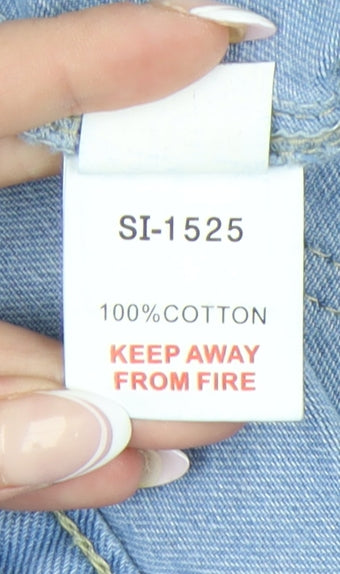 SI-1525
100%COTTON
KEEP AWAY
FROM FIRE